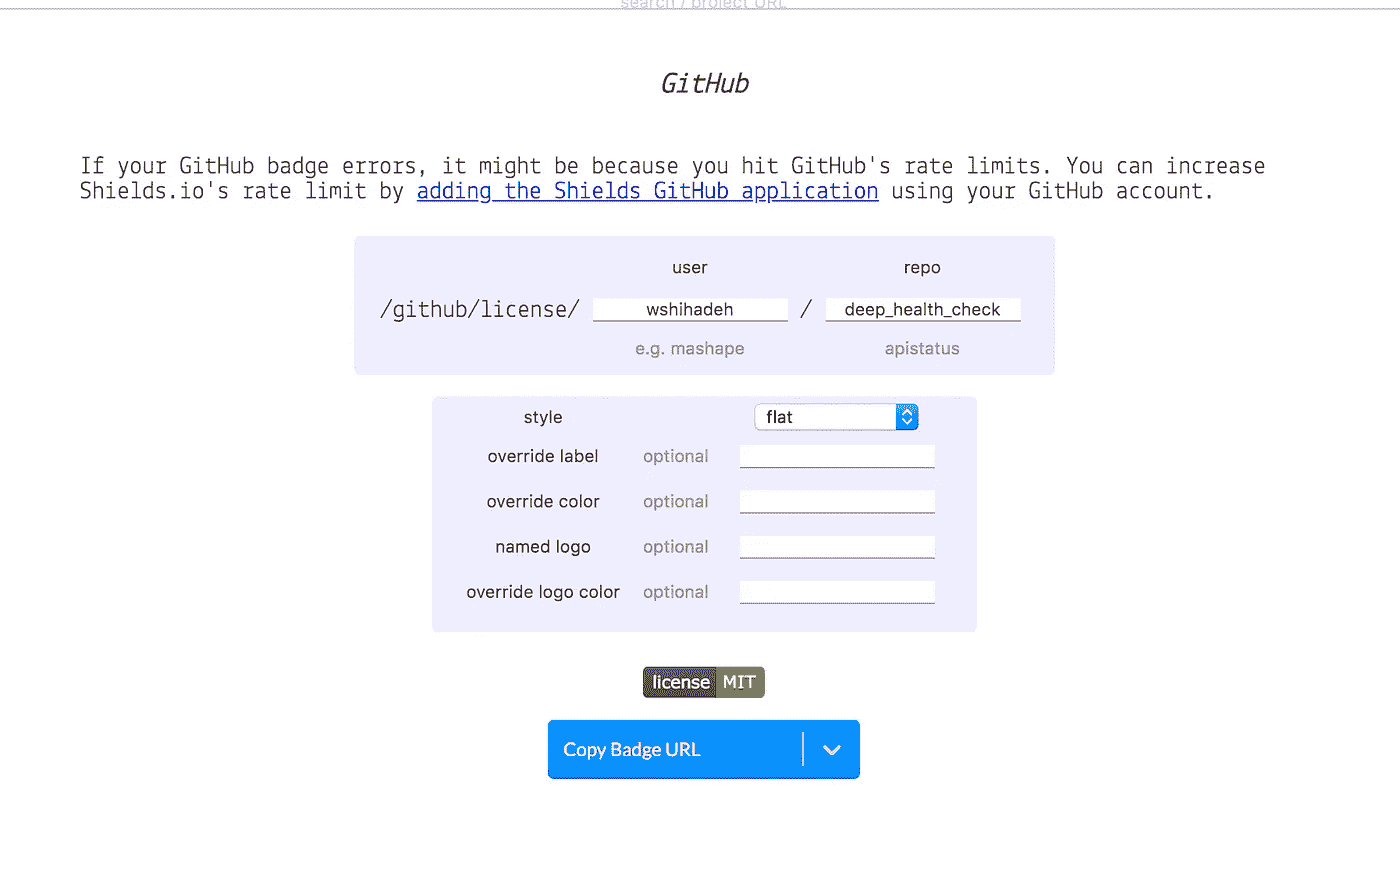 search / project URL
GitHub
If your GitHub badge errors, it might be because you hit GitHub's rate limits. You can increase
Shields.io's rate limit by adding the Shields GitHub application using your GitHub account.
user repo
/github/license/ wshihadeh / deep_health_check
e.g. mashape apistatus
style flat
override label optional
override color optional
named logo optional
override logo color optional
license MIT
Copy Badge URL